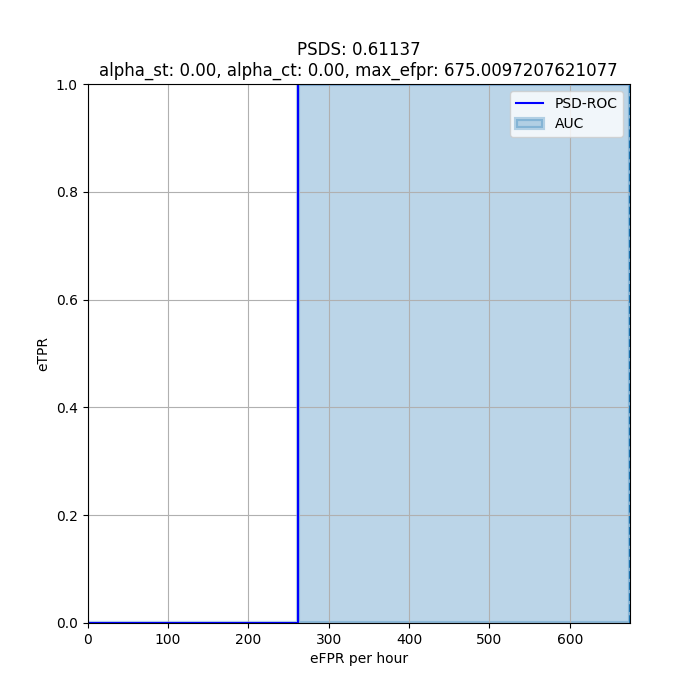 PSDS: 0.61137
alpha_st: 0.00, alpha_ct: 0.00, max_efpr: 675.0097207621077
PSD-ROC
AUC
1.0
0.8
0.6
0.4
0.2
0.0
eTPR
0 100 200 300 400 500 600
eFPR per hour